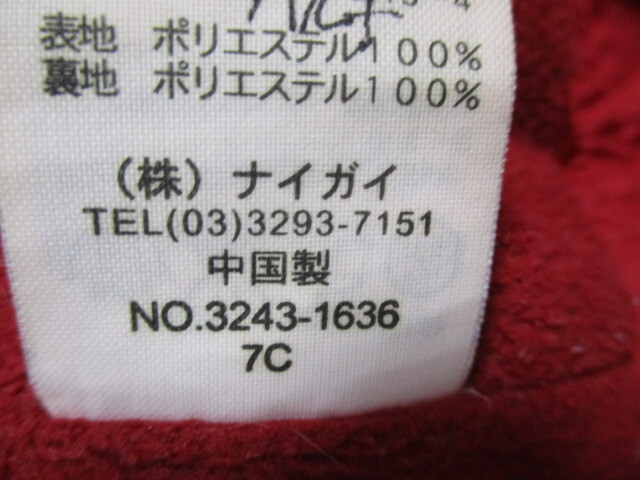 表地 ポリエステル100%
裏地 ポリエステル100%
(株) ナイガイ
TEL(03)3293-7151
中国製
NO.3243-1636
7C